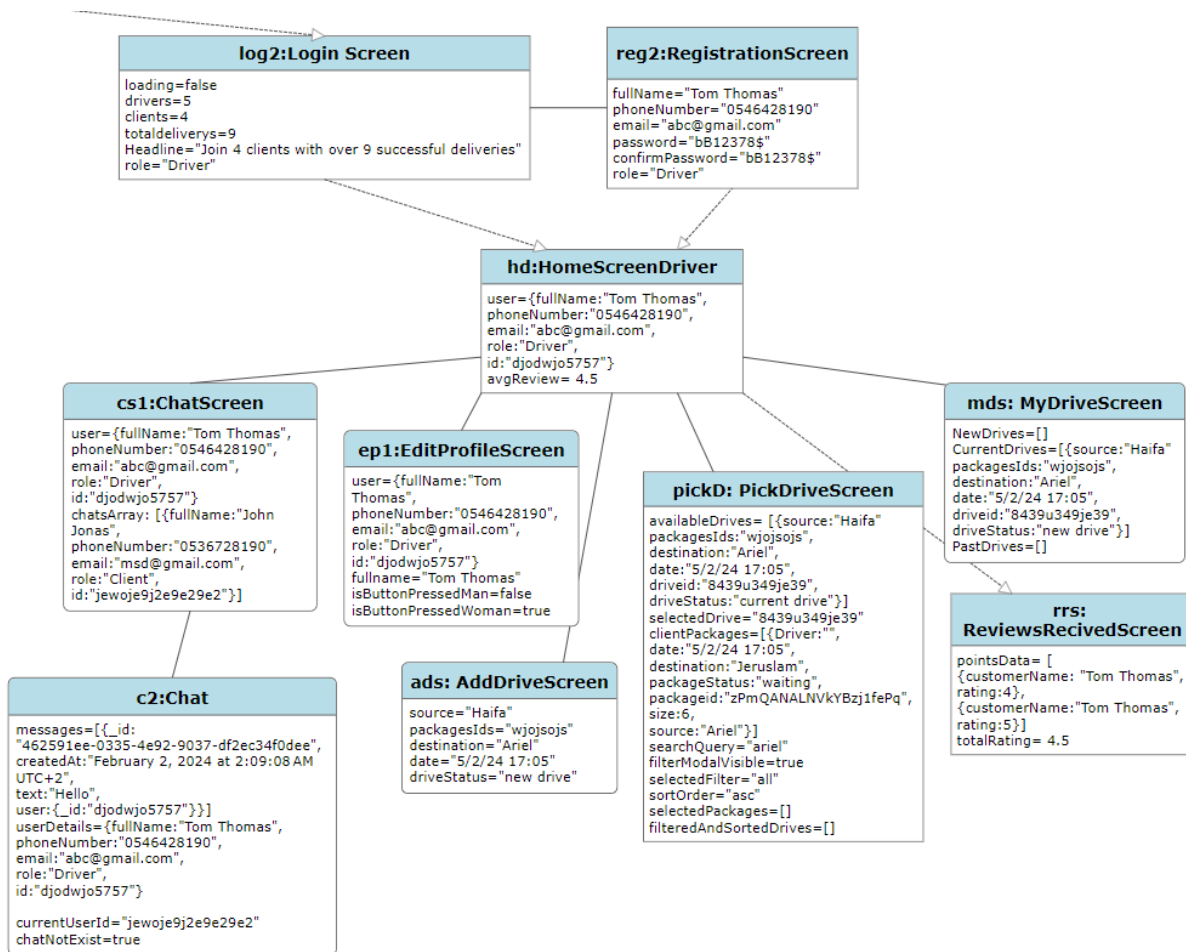 log2:Login Screen
loading=false
drivers=5
clients=4
totaldeliverys=9
Headline="Join 4 clients with over 9 successful deliveries"
role="Driver"
reg2:RegistrationScreen
fullName="Tom Thomas"
phoneNumber="0546428190"
email="abc@gmail.com"
password="bB12378$"
confirmPassword="bB12378$"
role="Driver"
hd:HomeScreenDriver
user={fullName:"Tom Thomas",
phoneNumber:"0546428190",
email:"abc@gmail.com",
role:"Driver",
id:"djodwjo5757"}
avgReview= 4.5
cs1:ChatScreen
user={fullName:"Tom Thomas",
phoneNumber:"0546428190",
email:"abc@gmail.com",
role:"Driver",
id:"djodwjo5757"}
chatsArray: [{fullName:"John
Jonas",
phoneNumber:"0536728190",
email:"msd@gmail.com",
role:"Client",
id:"jewoje9j2e9e29e2"}]
ep1:EditProfileScreen
user={fullName:"Tom
Thomas",
phoneNumber:"0546428190",
email:"abc@gmail.com",
role:"Driver",
id:"djodwjo5757"}
fullname="Tom Thomas"
isButtonPressedMan=false
isButtonPressedWoman=true
pickD: PickDriveScreen
availableDrives= [{source:"Haifa"
packagesIds:"wjojsojs",
destination:"Ariel",
date:"5/2/24 17:05",
driveid:"8439u349je39",
driveStatus:"current drive"}]
selectedDrive="8439u349je39"
clientPackages=[{Driver:"",
date:"5/2/24 17:05",
destination:"Jeruslam",
packageStatus:"waiting",
packageid:"zPmQANALNVkYBzj1fePq",
size:6,
source:"Ariel"}]
searchQuery="ariel"
filterModalVisible=true
selectedFilter="all"
sortOrder="asc"
selectedPackages=[]
filteredAndSortedDrives=[]
mds: MyDriveScreen
NewDrives=[]
CurrentDrives=[{source:"Haifa"
packagesIds:"wjojsojs",
destination:"Ariel",
date:"5/2/24 17:05",
driveid:"8439u349je39",
driveStatus:"new drive"}]
PastDrives=[]
rrs:
ReviewsRecivedScreen
pointsData= [
{customerName: "Tom Thomas",
rating:4},
{customerName:"Tom Thomas",
rating:5}]
totalRating= 4.5
ads: AddDriveScreen
source="Haifa"
packagesIds="wjojsojs"
destination="Ariel"
date="5/2/24 17:05"
driveStatus="new drive"
c2:Chat
messages=[{_id:
"462591ee-0335-4e92-9037-df2ec34f0dee",
createdAt:"February 2, 2024 at 2:09:08 AM
UTC+2",
text:"Hello",
user:{_id:"djodwjo5757"}}]
userDetails={fullName:"Tom Thomas",
phoneNumber:"0546428190",
email:"abc@gmail.com",
role:"Driver",
id:"djodwjo5757"}
currentUserId="jewoje9j2e9e29e2"
chatNotExist=true